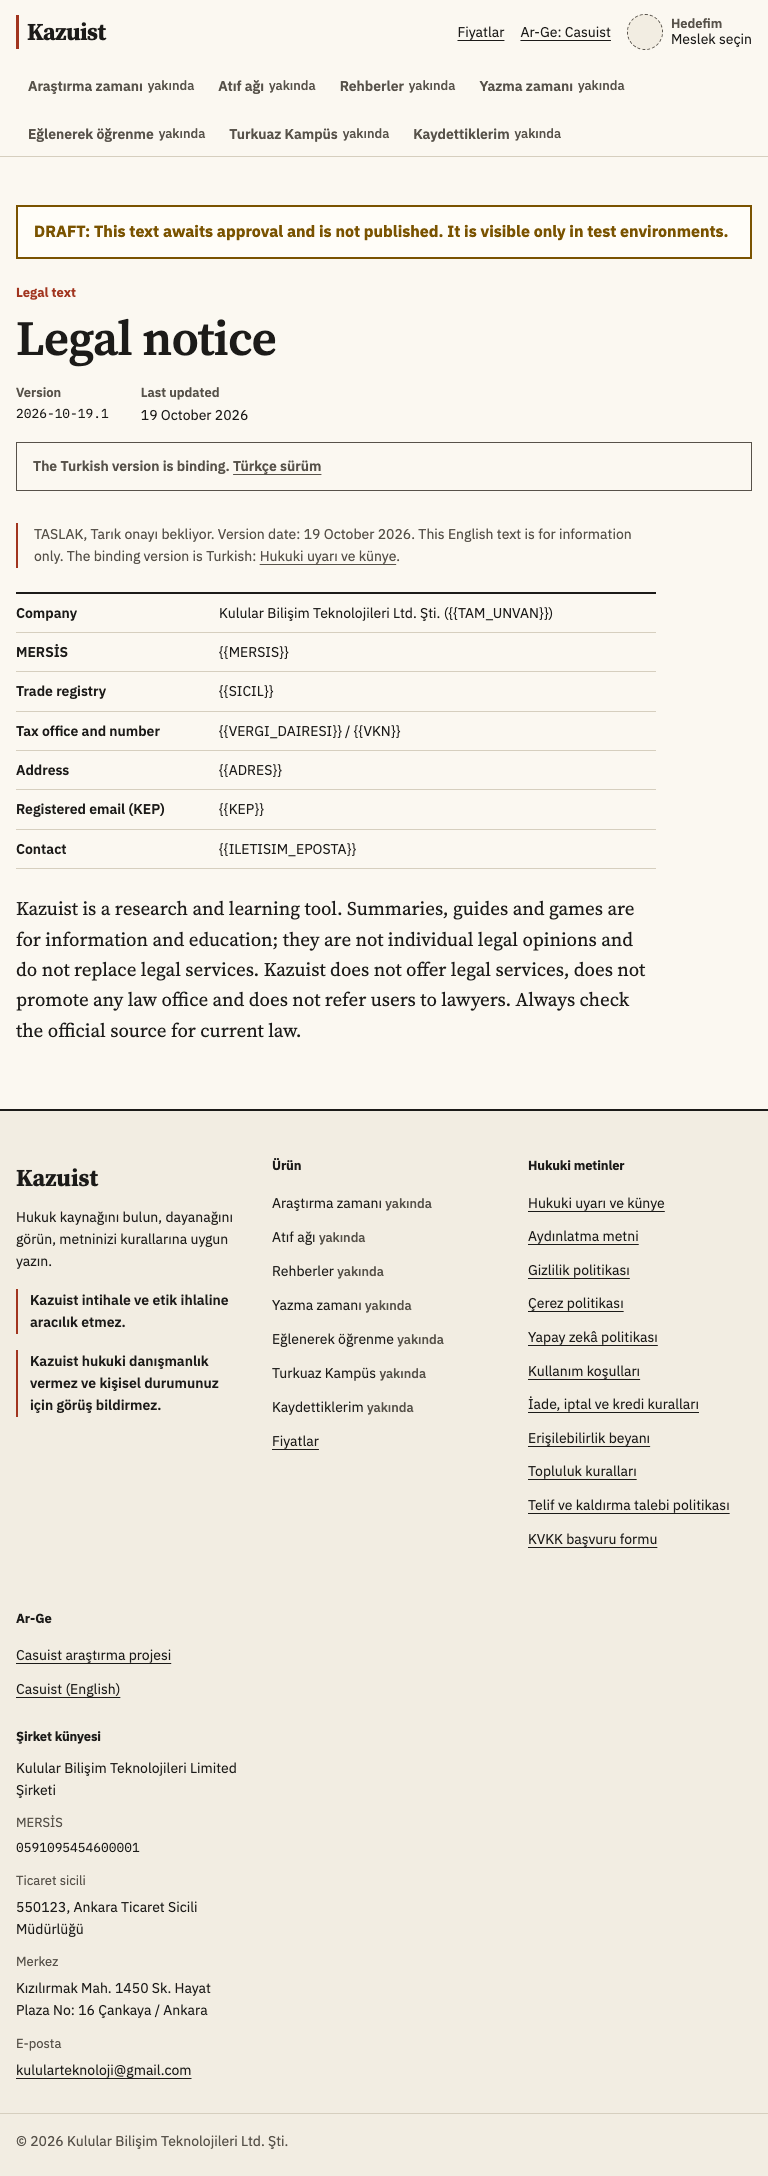 Kazuist
Fiyatlar
Ar-Ge: Casuist
Hedefim
Meslek seçin
Araştırma zamanı yakında
Atıf ağı yakında
Rehberler yakında
Yazma zamanı yakında
Eğlenerek öğrenme yakında
Turkuaz Kampüs yakında
Kaydettiklerim yakında
DRAFT: This text awaits approval and is not published. It is visible only in test environments.
Legal text
Legal notice
Version
2026-10-19.1
Last updated
19 October 2026
The Turkish version is binding. Türkçe sürüm
TASLAK, Tarık onayı bekliyor. Version date: 19 October 2026. This English text is for information
only. The binding version is Turkish: Hukuki uyarı ve künye.
Company Kulular Bilişim Teknolojileri Ltd. Şti. ({{TAM_UNVAN}})
MERSİS {{MERSIS}}
Trade registry {{SICIL}}
Tax office and number {{VERGI_DAIRESI}} / {{VKN}}
Address {{ADRES}}
Registered email (KEP) {{KEP}}
Contact {{ILETISIM_EPOSTA}}
Kazuist is a research and learning tool. Summaries, guides and games are
for information and education; they are not individual legal opinions and
do not replace legal services. Kazuist does not offer legal services, does not
promote any law office and does not refer users to lawyers. Always check
the official source for current law.
Kazuist
Hukuk kaynağını bulun, dayanağını
görün, metninizi kurallarına uygun
yazın.
Kazuist intihale ve etik ihlaline
aracılık etmez.
Kazuist hukuki danışmanlık
vermez ve kişisel durumunuz
için görüş bildirmez.
Ürün
Araştırma zamanı yakında
Atıf ağı yakında
Rehberler yakında
Yazma zamanı yakında
Eğlenerek öğrenme yakında
Turkuaz Kampüs yakında
Kaydettiklerim yakında
Fiyatlar
Hukuki metinler
Hukuki uyarı ve künye
Aydınlatma metni
Gizlilik politikası
Çerez politikası
Yapay zekâ politikası
Kullanım koşulları
İade, iptal ve kredi kuralları
Erişilebilirlik beyanı
Topluluk kuralları
Telif ve kaldırma talebi politikası
KVKK başvuru formu
Ar-Ge
Casuist araştırma projesi
Casuist (English)
Şirket künyesi
Kulular Bilişim Teknolojileri Limited
Şirketi
MERSİS
0591095454600001
Ticaret sicili
550123, Ankara Ticaret Sicili
Müdürlüğü
Merkez
Kızılırmak Mah. 1450 Sk. Hayat
Plaza No: 16 Çankaya / Ankara
E-posta
kulularteknoloji@gmail.com
© 2026 Kulular Bilişim Teknolojileri Ltd. Şti.